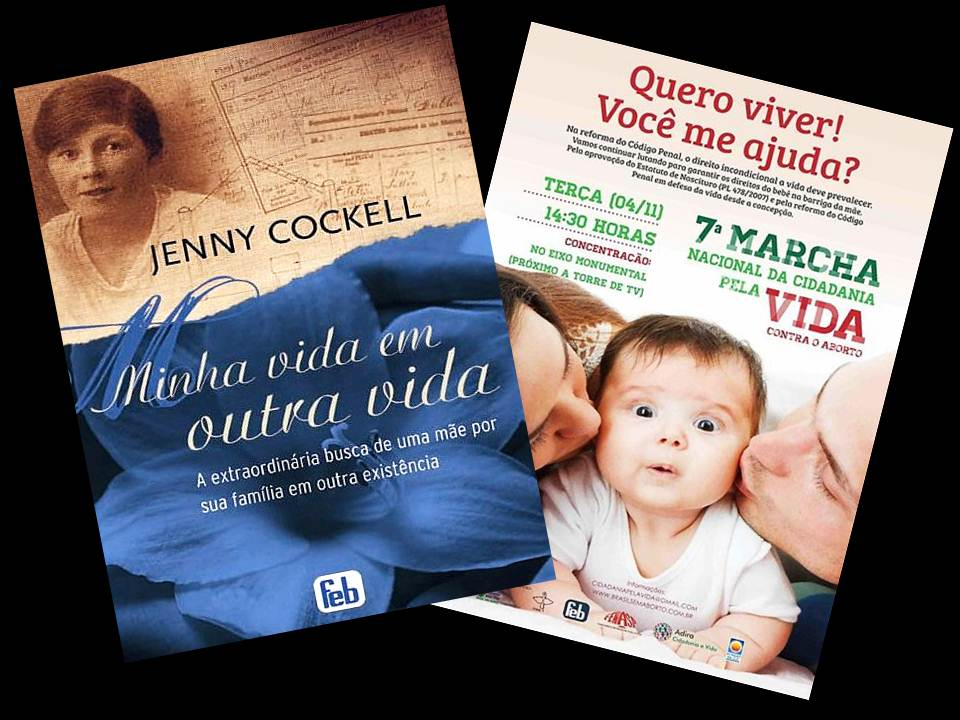 JENNY COCKELL
Minha vida em
outra vida
A extraordinária busca de uma mãe por
sua família em outra existência
feb
Quero viver!
Você me ajuda?
Na reforma do Código Penal, o direito incondicional a vida deve prevalecer.
Vamos continuar lutando para garantir os direitos do bebê na barriga da mãe.
Pela aprovação do Estatuto de Nascituro (PL 478/2007) e pela reforma do Código
Penal em defesa da vida desde a concepção.
TERÇA (04/11)
14:30 HORAS
CONCENTRAÇÃO:
NO EIXO MONUMENTAL
(PRÓXIMO A TORRE DE TV)
7ª MARCHA
NACIONAL DA CIDADANIA
PELA VIDA
CONTRA O ABORTO
Informações:
CIDADANIAPELAVIDA@GMAIL.COM
WWW.BRASILSEMABORTO.COM.BR
feb
Adira
Cidadania e Vida